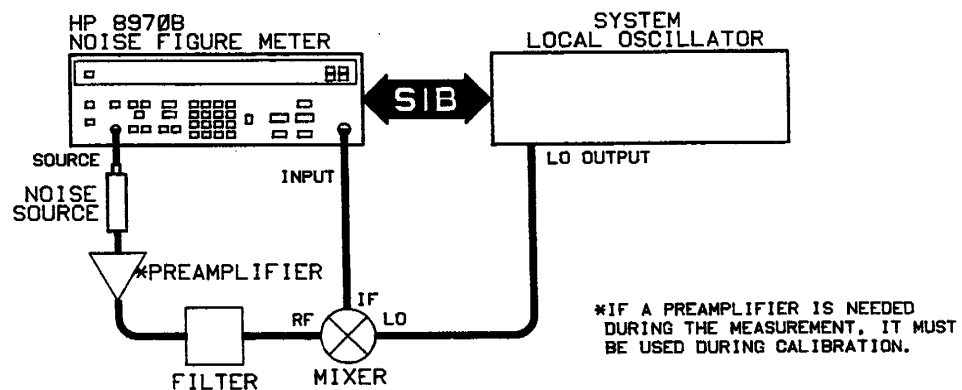 HP 8970B
NOISE FIGURE METER
SYSTEM
LOCAL OSCILLATOR
SIB
SOURCE
INPUT
LO OUTPUT
NOISE
SOURCE
*PREAMPLIFIER
IF
RF
LO
FILTER
MIXER
*IF A PREAMPLIFIER IS NEEDED
DURING THE MEASUREMENT, IT MUST
BE USED DURING CALIBRATION.